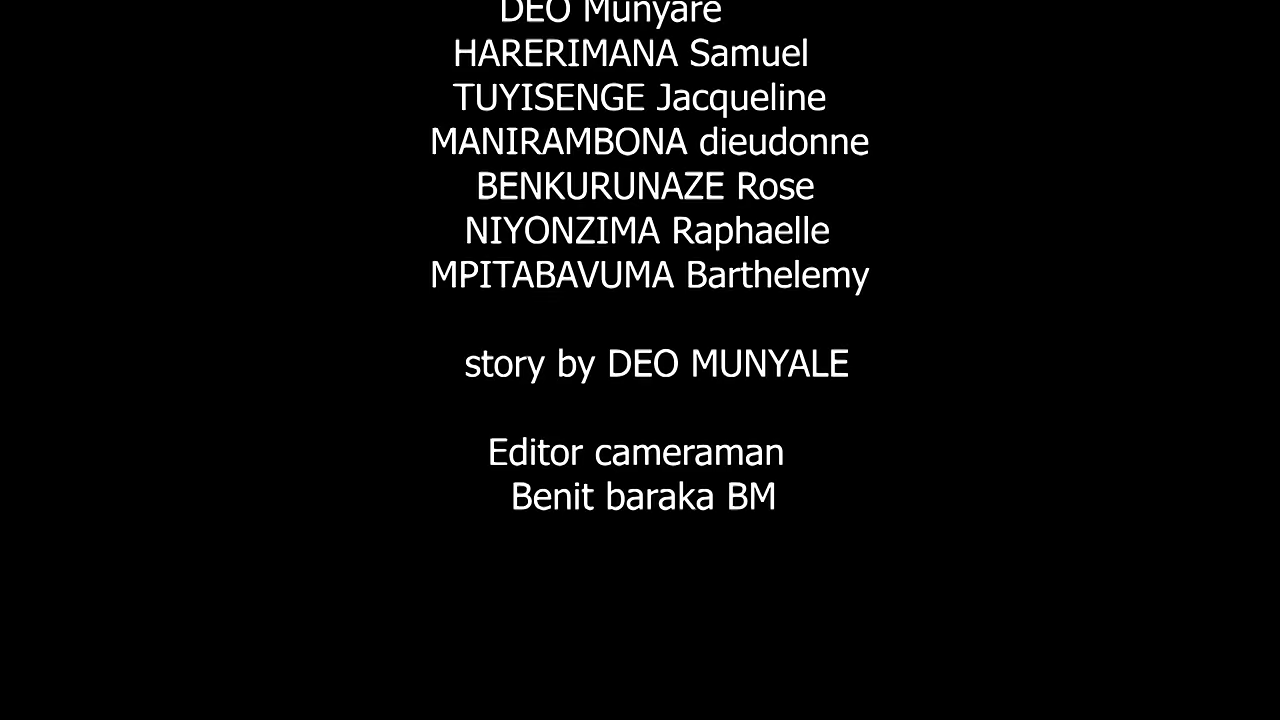 DEO Munyare
HARERIMANA Samuel
TUYISENGE Jacqueline
MANIRAMBONA dieudonne
BENKURUNAZE Rose
NIYONZIMA Raphaelle
MPITABAVUMA Barthelemy
story by DEO MUNYALE
Editor cameraman
Benit baraka BM